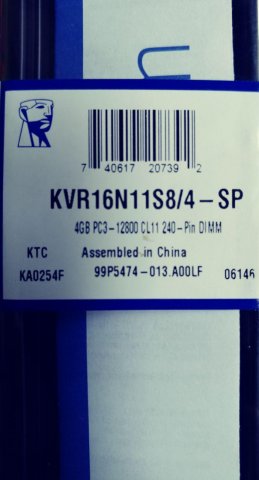 7 40617 20739 2
KVR16N11S8/4-SP
4GB PC3-12800 CL11 240-Pin DIMM
KTC Assembled in China
KA0254F 99P5474-013.A00LF 06146